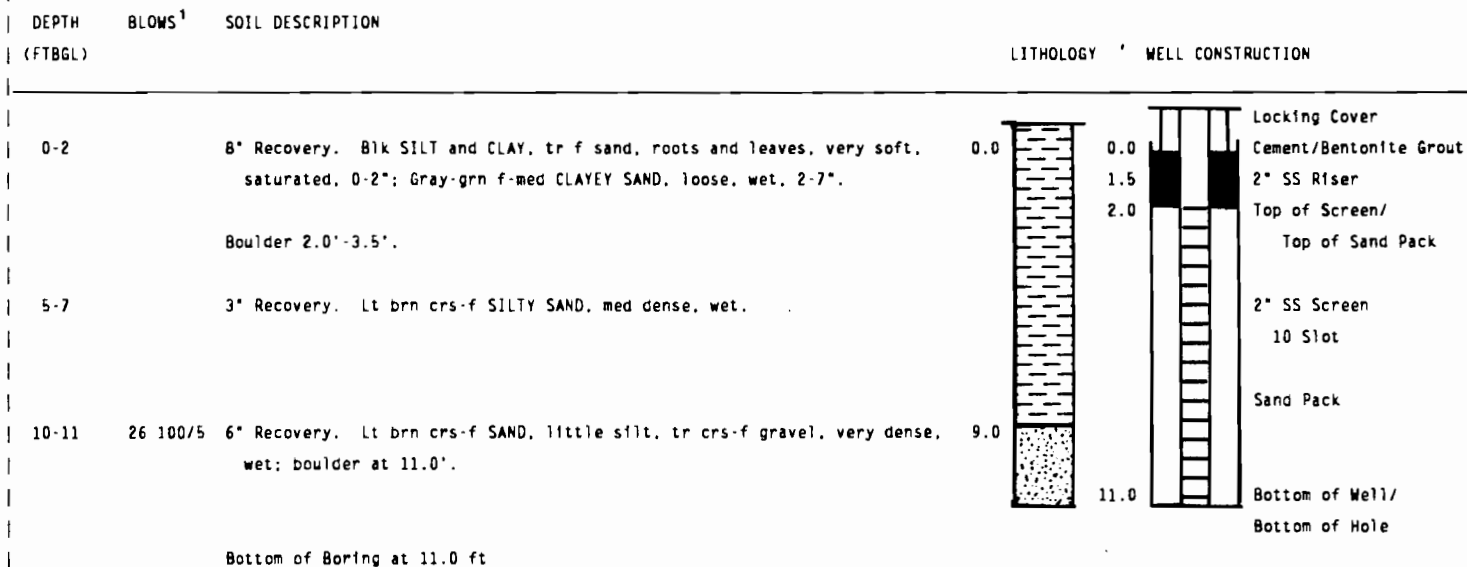 DEPTH BLOWS1 SOIL DESCRIPTION
(FTBGL) LITHOLOGY ' WELL CONSTRUCTION
Locking Cover
0-2 8" Recovery. Blk SILT and CLAY, tr f sand, roots and leaves, very soft, 0.0 0.0 Cement/Bentonite Grout
saturated, 0-2"; Gray-grn f-med CLAYEY SAND, loose, wet, 2-7". 1.5 2" SS Riser
2.0 Top of Screen/
Boulder 2.0'-3.5'. Top of Sand Pack
5-7 3" Recovery. Lt brn crs-f SILTY SAND, med dense, wet. 2" SS Screen
10 Slot
Sand Pack
10-11 26 100/5 6" Recovery. Lt brn crs-f SAND, little silt, tr crs-f gravel, very dense, 9.0
wet; boulder at 11.0'.
11.0 Bottom of Well/
Bottom of Hole
Bottom of Boring at 11.0 ft